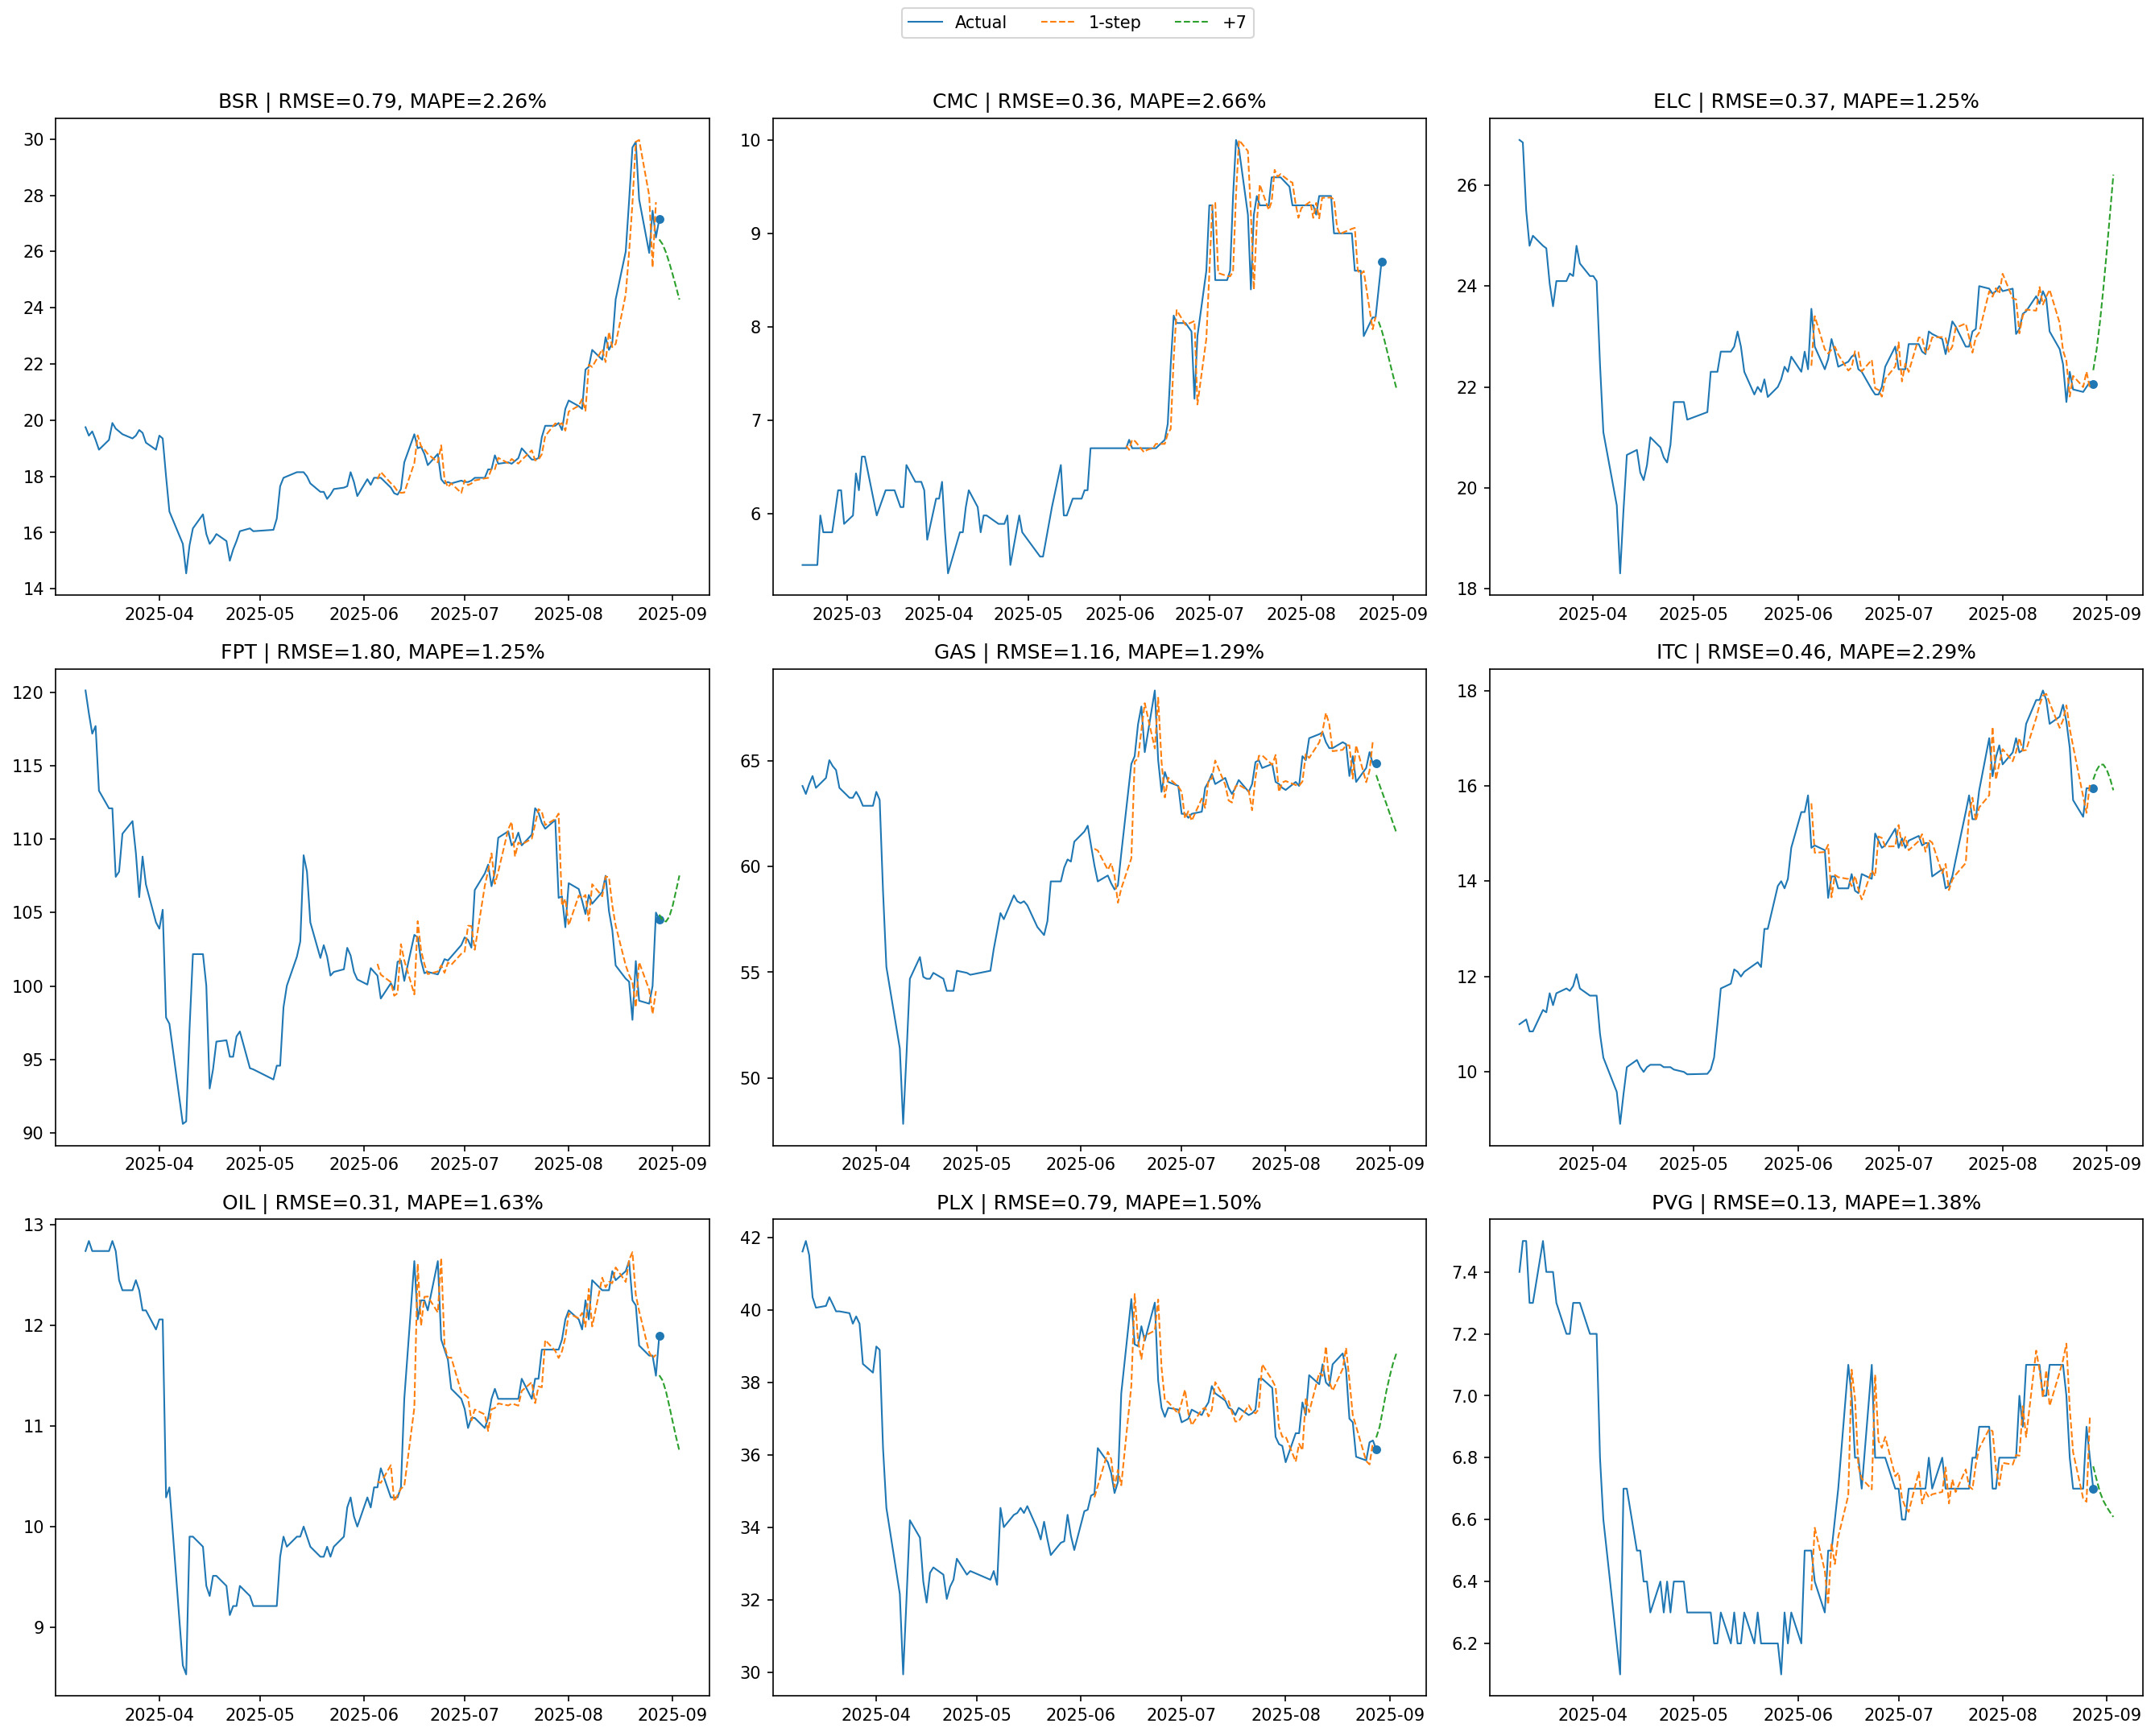 Actual 1-step +7
BSR | RMSE=0.79, MAPE=2.26%
CMC | RMSE=0.36, MAPE=2.66%
ELC | RMSE=0.37, MAPE=1.25%
30
28
26
24
22
20
18
16
14
2025-04 2025-05 2025-06 2025-07 2025-08 2025-09
10
9
8
7
6
2025-03 2025-04 2025-05 2025-06 2025-07 2025-08 2025-09
26
24
22
20
18
2025-04 2025-05 2025-06 2025-07 2025-08 2025-09
FPT | RMSE=1.80, MAPE=1.25%
GAS | RMSE=1.16, MAPE=1.29%
ITC | RMSE=0.46, MAPE=2.29%
120
115
110
105
100
95
90
2025-04 2025-05 2025-06 2025-07 2025-08 2025-09
65
60
55
50
2025-04 2025-05 2025-06 2025-07 2025-08 2025-09
18
16
14
12
10
2025-04 2025-05 2025-06 2025-07 2025-08 2025-09
OIL | RMSE=0.31, MAPE=1.63%
PLX | RMSE=0.79, MAPE=1.50%
PVG | RMSE=0.13, MAPE=1.38%
13
12
11
10
9
2025-04 2025-05 2025-06 2025-07 2025-08 2025-09
42
40
38
36
34
32
30
2025-04 2025-05 2025-06 2025-07 2025-08 2025-09
7.4
7.2
7.0
6.8
6.6
6.4
6.2
2025-04 2025-05 2025-06 2025-07 2025-08 2025-09